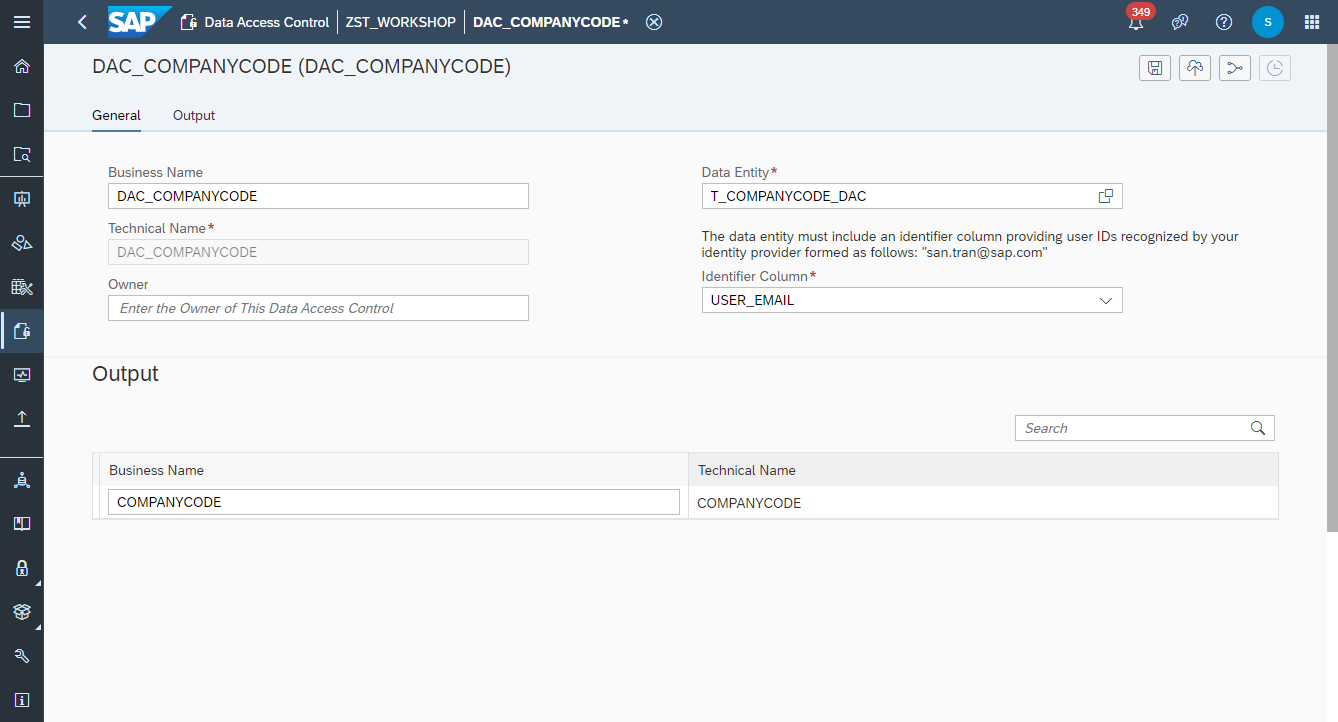 SAP Data Access Control ZST_WORKSHOP DAC_COMPANYCODE* 349 S
DAC_COMPANYCODE (DAC_COMPANYCODE)
General Output
Business Name
DAC_COMPANYCODE
Technical Name*
DAC_COMPANYCODE
Owner
Enter the Owner of This Data Access Control
Data Entity*
T_COMPANYCODE_DAC
The data entity must include an identifier column providing user IDs recognized by your
identity provider formed as follows: "san.tran@sap.com"
Identifier Column*
USER_EMAIL
Output
Search
Business Name Technical Name
COMPANYCODE COMPANYCODE